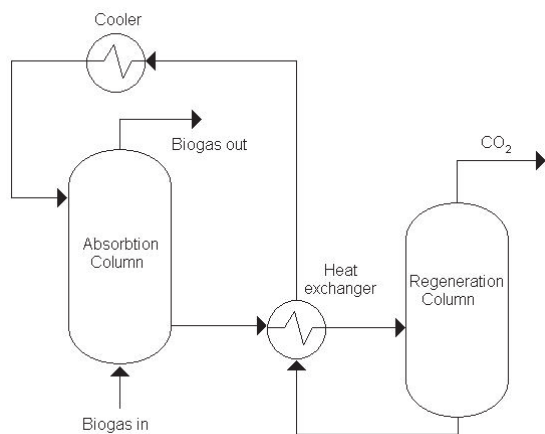 Cooler
Biogas out
CO2
Absorbtion
Column
Heat
exchanger
Regeneration
Column
Biogas in